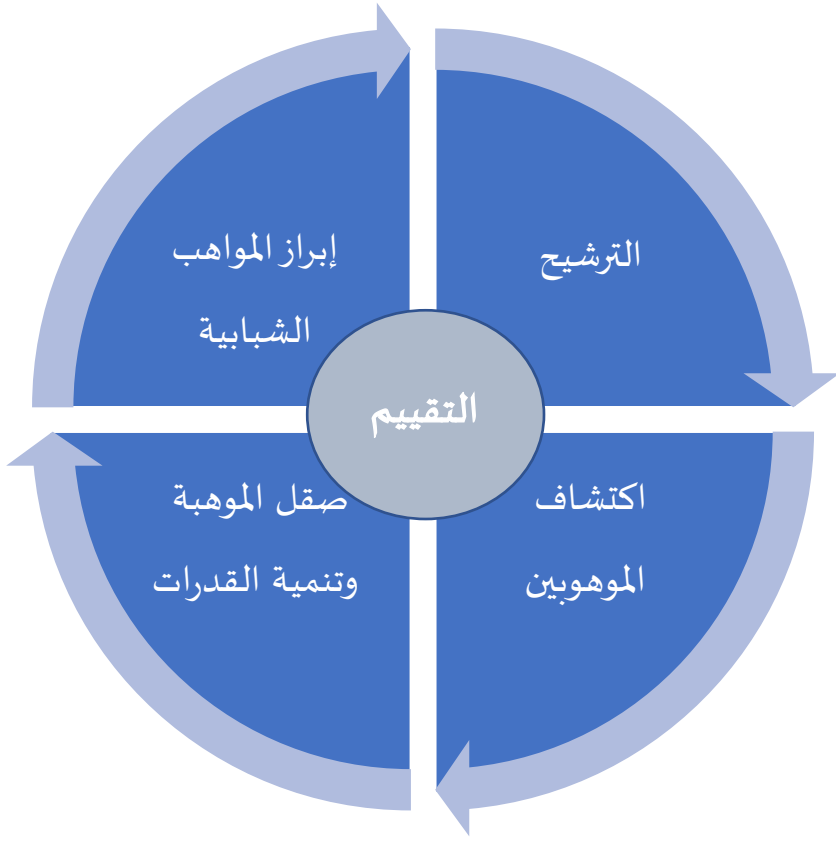 الترشيح
إبراز المواهب
الشبابية
التقييم
اكتشاف
الموهوبين
صقل الموهبة
وتنمية القدرات